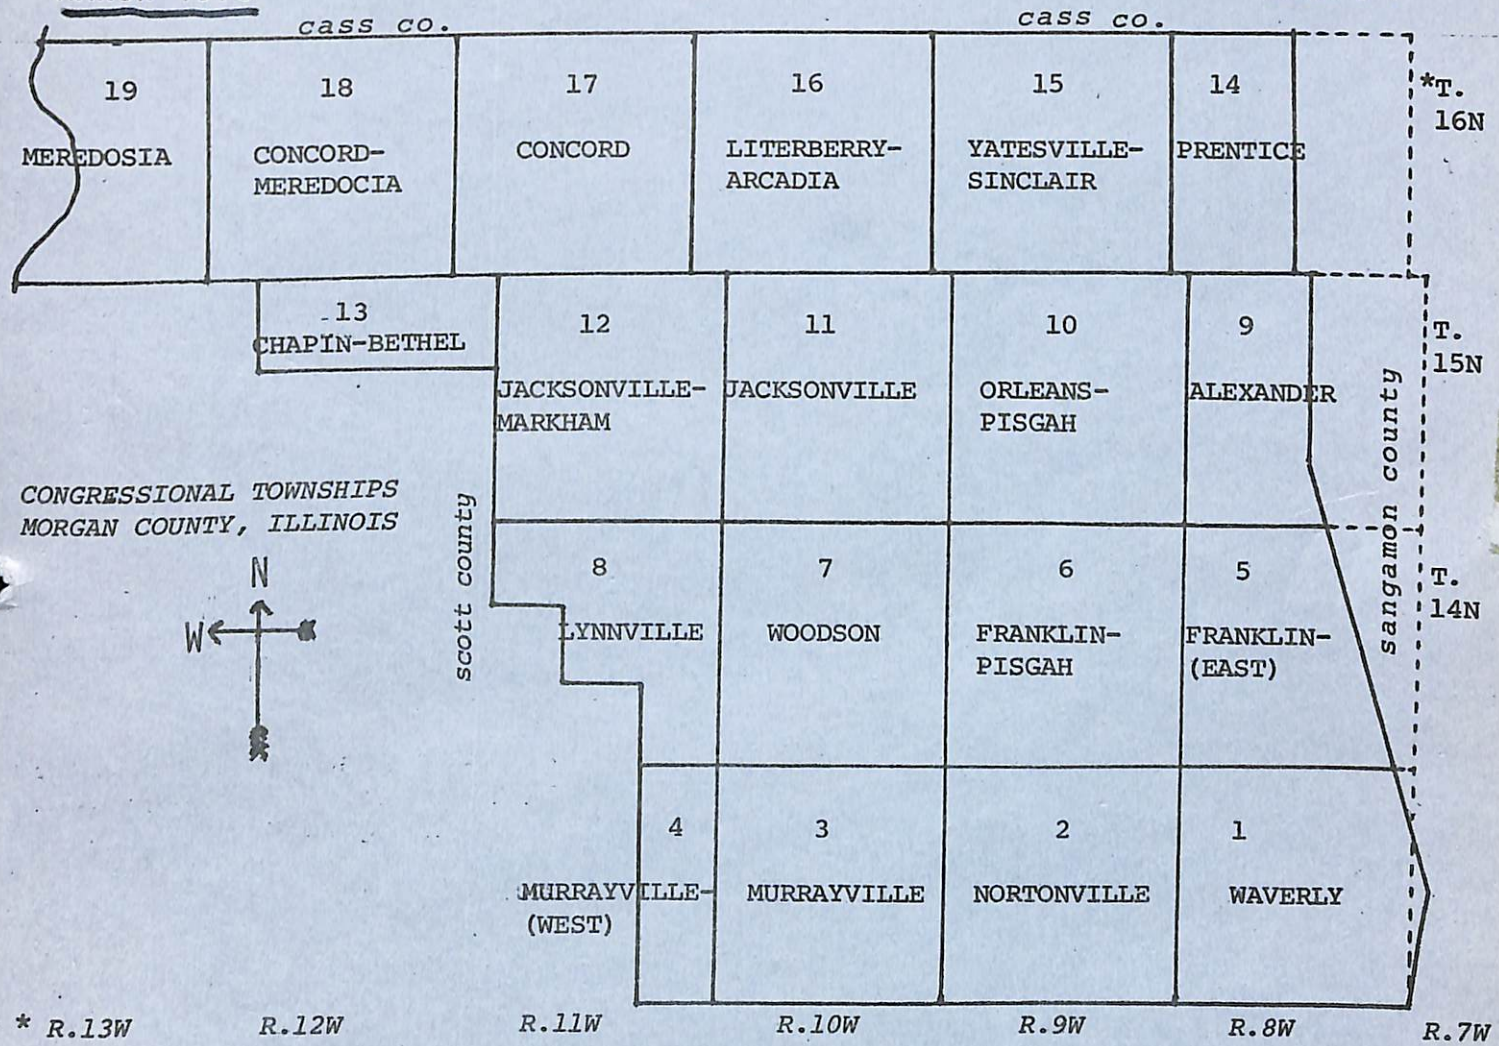 cass co.
cass co.
19
18
17
16
15
14
*T.
16N
MEREDOSIA
CONCORD-
MEREDOCIA
CONCORD
LITERBERRY-
ARCADIA
YATESVILLE-
SINCLAIR
PRENTICE
13
CHAPIN-BETHEL
12
11
10
9
T.
15N
JACKSONVILLE-
MARKHAM
JACKSONVILLE
ORLEANS-
PISGAH
ALEXANDER
sangamon county
CONGRESSIONAL TOWNSHIPS
MORGAN COUNTY, ILLINOIS
N
W
scott county
8
7
6
5
T.
14N
LYNNVILLE
WOODSON
FRANKLIN-
PISGAH
FRANKLIN-
(EAST)
4
3
2
1
MURRAYVILLE-
(WEST)
MURRAYVILLE
NORTONVILLE
WAVERLY
* R.13W
R.12W
R.11W
R.10W
R.9W
R.8W
R.7W